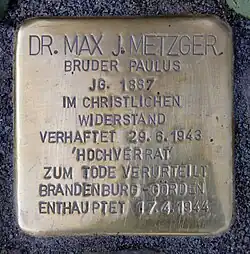 DR. MAX J. METZGER
BRUDER PAULUS
JG. 1887
IM CHRISTLICHEN
WIDERSTAND
VERHAFTET 29.6.1943
'HOCHVERRAT'
ZUM TODE VERURTEILT
BRANDENBURG-GÖRDEN
ENTHAUPTET 17.4.1944